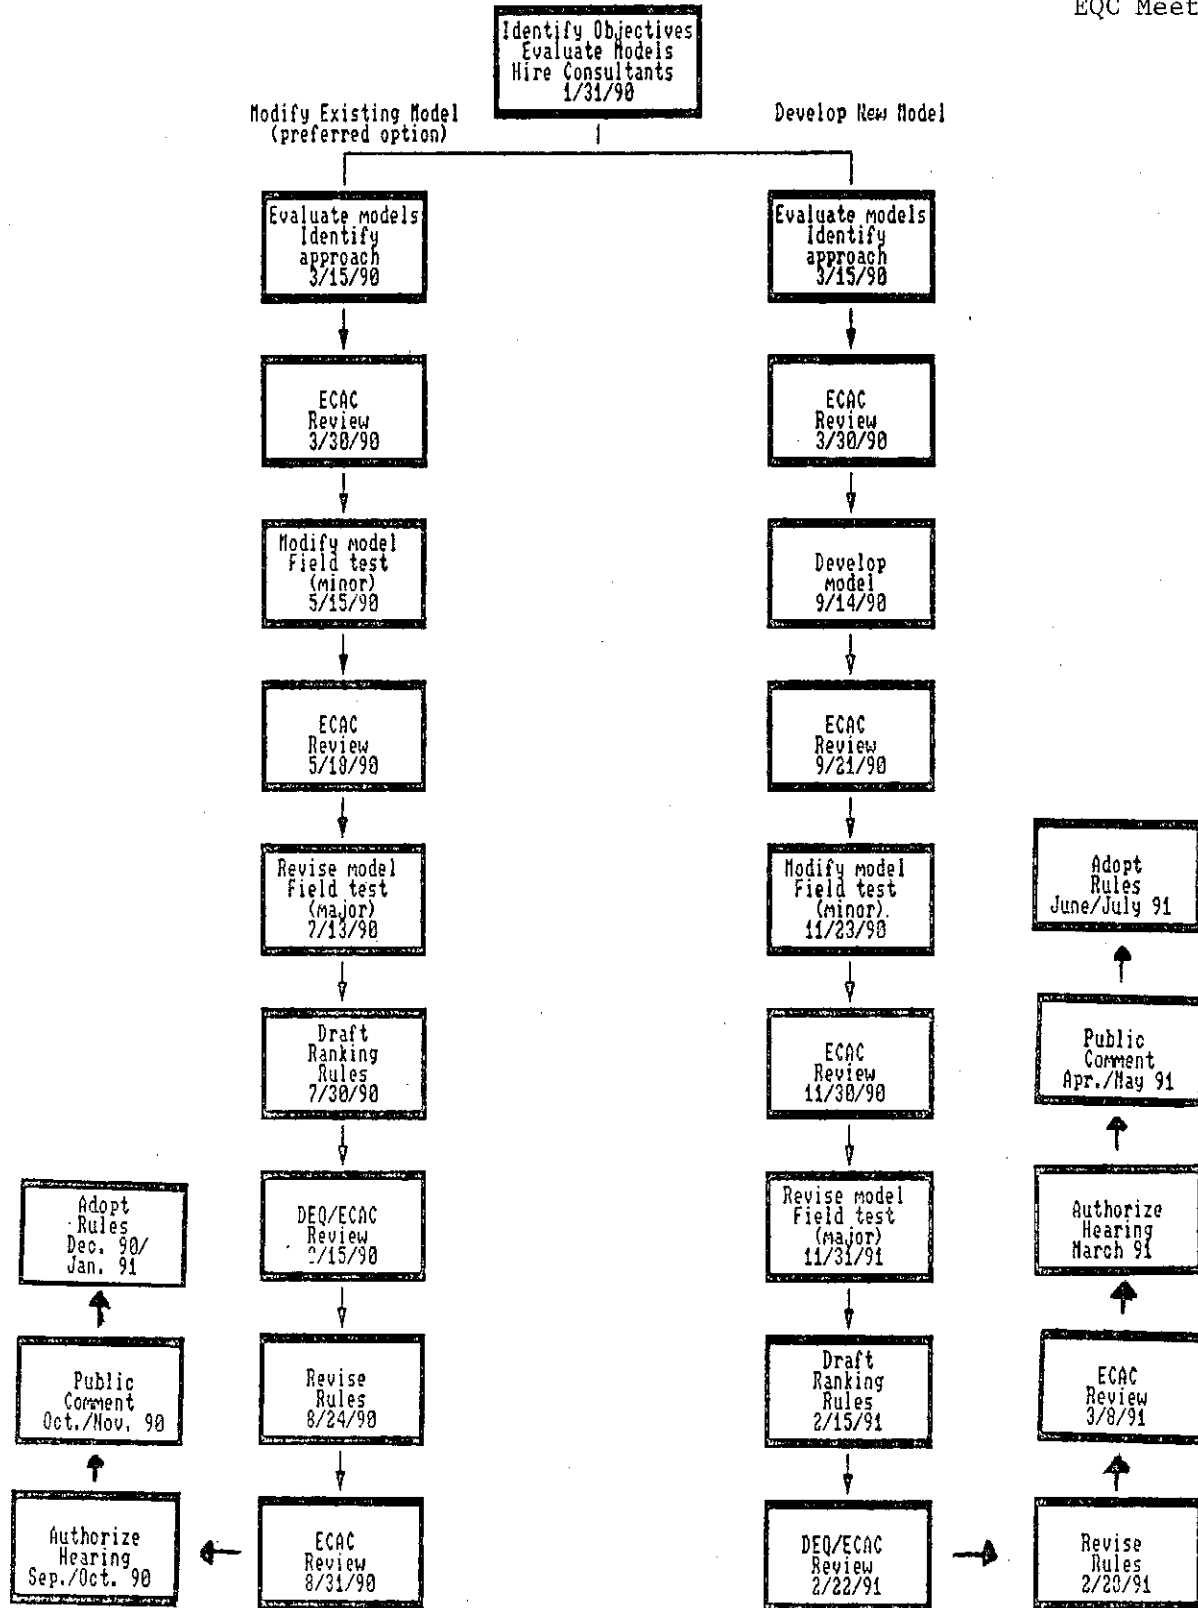 EQC Meet
Identify Objectives
Evaluate Models
Hire Consultants
1/31/90
Modify Existing Model
(preferred option)
Develop New Model
Evaluate models
Identify
approach
3/15/90
ECAC
Review
3/30/90
Modify model
Field test
(minor)
5/15/90
ECAC
Review
5/18/90
Revise model
Field test
(major)
7/13/90
Draft
Ranking
Rules
7/30/90
DEQ/ECAC
Review
/15/90
Revise
Rules
8/24/90
ECAC
Review
8/31/90
Authorize
Hearing
Sep./Oct. 90
Public
Comment
Oct./Nov. 90
Adopt
Rules
Dec. 90/
Jan. 91
Evaluate models
Identify
approach
3/15/90
ECAC
Review
3/30/90
Develop
model
9/14/90
ECAC
Review
9/21/90
Modify model
Field test
(minor)
11/23/90
ECAC
Review
11/30/90
Revise model
Field test
(major)
11/31/91
Draft
Ranking
Rules
2/15/91
DEQ/ECAC
Review
2/22/91
Revise
Rules
ECAC
Review
3/8/91
Authorize
Hearing
March 91
Public
Comment
Apr./May 91
Adopt
Rules
June/July 91